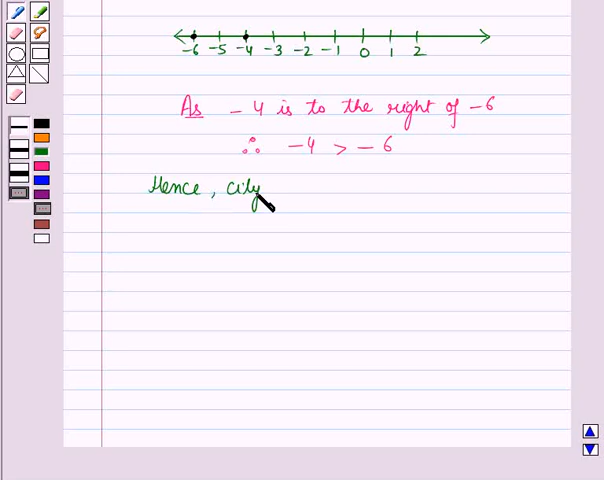 -6 -5 -4 -3 -2 -1 0 1 2
As -4 is to the right of -6
∴ -4 > -6
Hence, city